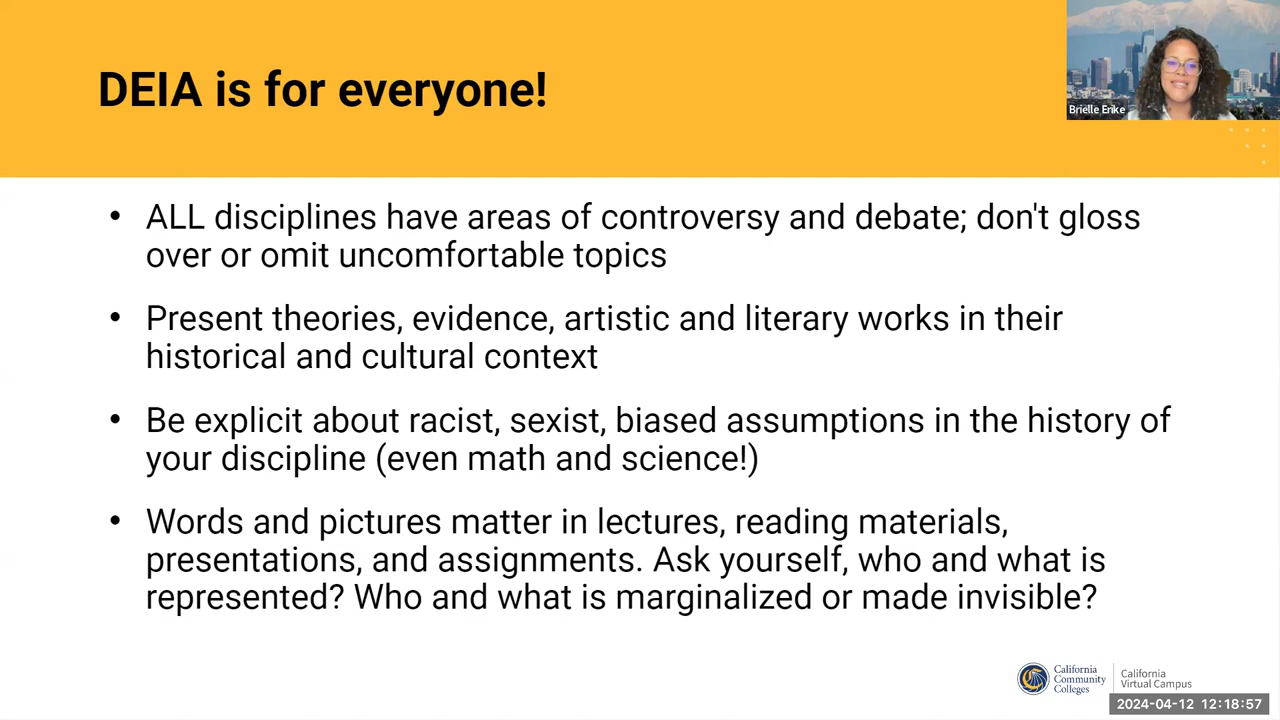 DEIA is for everyone!
Brielle Erike
• ALL disciplines have areas of controversy and debate; don't gloss
over or omit uncomfortable topics
• Present theories, evidence, artistic and literary works in their
historical and cultural context
• Be explicit about racist, sexist, biased assumptions in the history of
your discipline (even math and science!)
• Words and pictures matter in lectures, reading materials,
presentations, and assignments. Ask yourself, who and what is
represented? Who and what is marginalized or made invisible?
California
Community
Colleges
California
Virtual Campus
2024-04-12 12:18:57